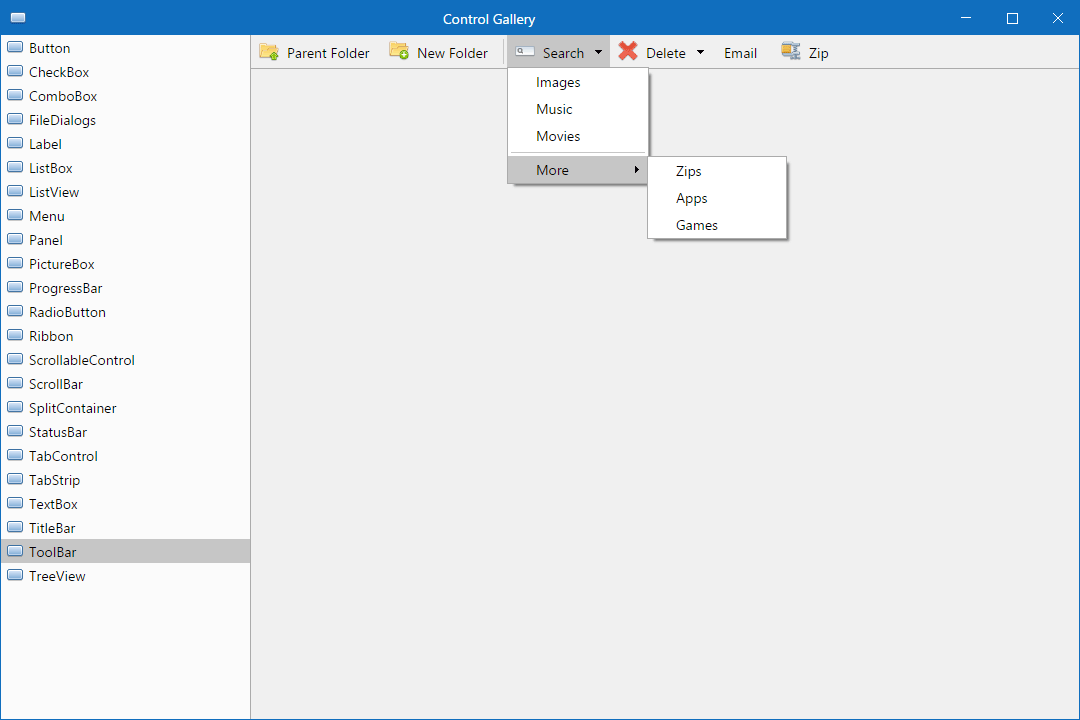 Control Gallery
Button
CheckBox
ComboBox
FileDialogs
Label
ListBox
ListView
Menu
Panel
PictureBox
ProgressBar
RadioButton
Ribbon
ScrollableControl
ScrollBar
SplitContainer
StatusBar
TabControl
TabStrip
TextBox
TitleBar
ToolBar
TreeView
Parent Folder New Folder Search Delete Email Zip
Images
Music
Movies
More
Zips
Apps
Games